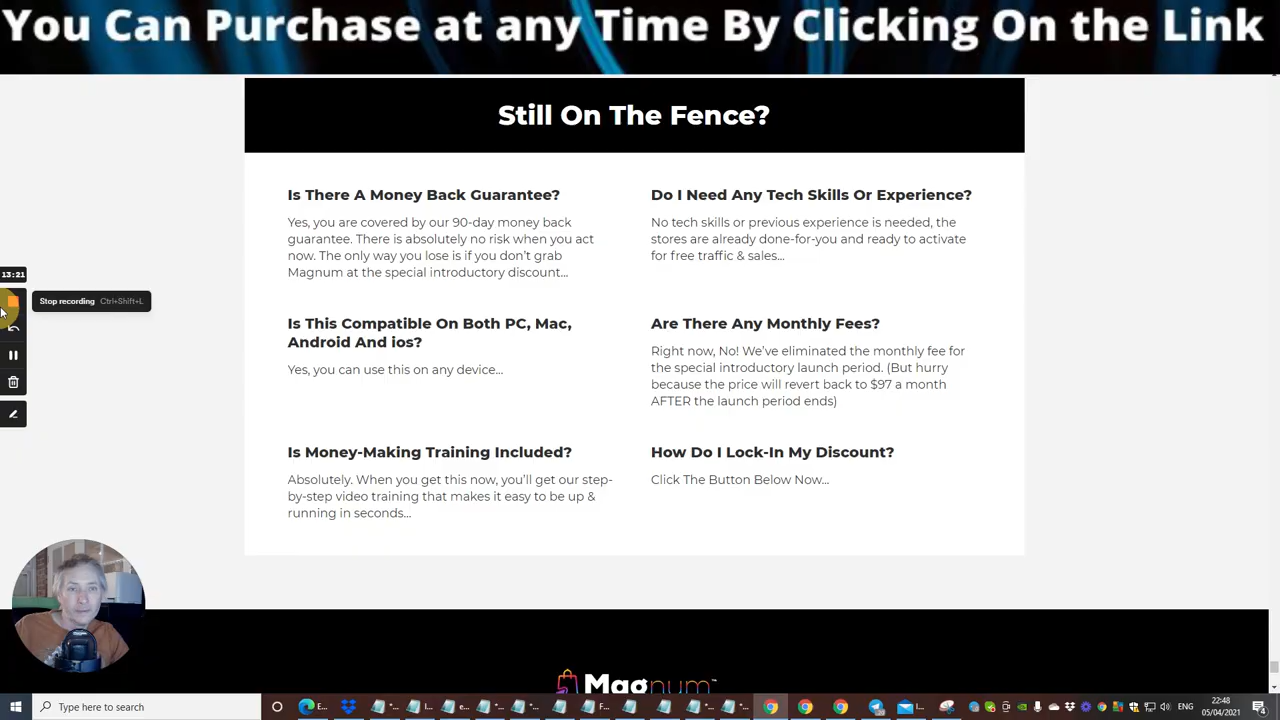 You Can Purchase at any Time By Clicking On the Link
Still On The Fence?
Is There A Money Back Guarantee?
Yes, you are covered by our 90-day money back
guarantee. There is absolutely no risk when you act
now. The only way you lose is if you don't grab
Magnum at the special introductory discount...
Do I Need Any Tech Skills Or Experience?
No tech skills or previous experience is needed, the
stores are already done-for-you and ready to activate
for free traffic & sales...
13:21
Stop recording Ctrl+Shift+L
Is This Compatible On Both PC, Mac,
Android And ios?
Yes, you can use this on any device...
Are There Any Monthly Fees?
Right now, No! We've eliminated the monthly fee for
the special introductory launch period. (But hurry
because the price will revert back to $97 a month
AFTER the launch period ends)
Is Money-Making Training Included?
Absolutely. When you get this now, you'll get our step-
by-step video training that makes it easy to be up &
running in seconds...
How Do I Lock-In My Discount?
Click The Button Below Now...
Magnum™
Type here to search
ENG
22:48
05/04/2021